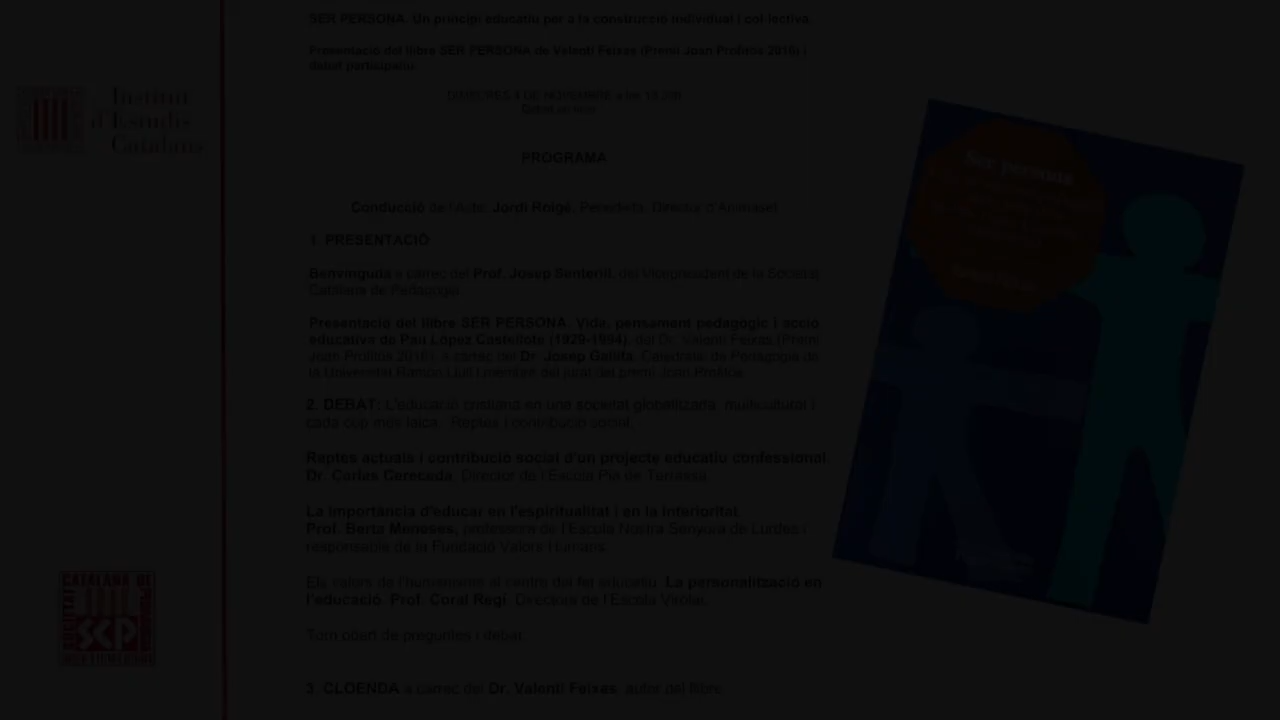 SER PERSONA. Un principi educatiu per a la construcció individual i col·lectiva.
Presentació del llibre SER PERSONA de Valentí Feixas (Premi Joan Profitós 2016) i
debat participatiu.
DIMECRES 8 DE NOVEMBRE a les
PROGRAMA
Conducció de l'Acte: Jordi Roigé, Periodista. Director d'Animaset
1. PRESENTACIÓ
Benvinguda a càrrec del Prof. Josep Sentenil, del Vicepresident de la Societat
Catalana de Pedagogia.
Presentació del llibre SER PERSONA. Vida, pensament pedagògic i acció
educativa de Pau López Castellote (1929-1994), del Dr. Valentí Feixas (Premi
Joan Profitós 2016), a càrrec del Dr. Josep Gallifa, Catedràtic de Pedagogia de
la Universitat Ramon Llull i membre del jurat del premi Joan Profitós.
2. DEBAT: L'educació cristiana en una societat globalitzada, multicultural i
cada cop més laica. Reptes i contribució social.
Reptes actuals i contribució social d'un projecte educatiu confessional.
Dr. Carles Cereceda, Director de l'Escola Pia de Terrassa.
La importància d'educar en l'espiritualitat i en la interioritat
Prof. Berta Meneses, professora de l'Escola Nostra Senyora de Lurdes i
responsable de la Fundació Valors Humans.
Els valors de l'humanisme al centre del fet educatiu. La personalització en
l'educació. Prof. Coral Regí. Directora de l'Escola Virolai.
Torn obert de preguntes i debat.
3. CLOENDA a càrrec del Dr. Valentí Feixas, autor del llibre.
Institut
d'Estudis
Catalans
SOCIETAT CATALANA DE
SCP
Ser persona